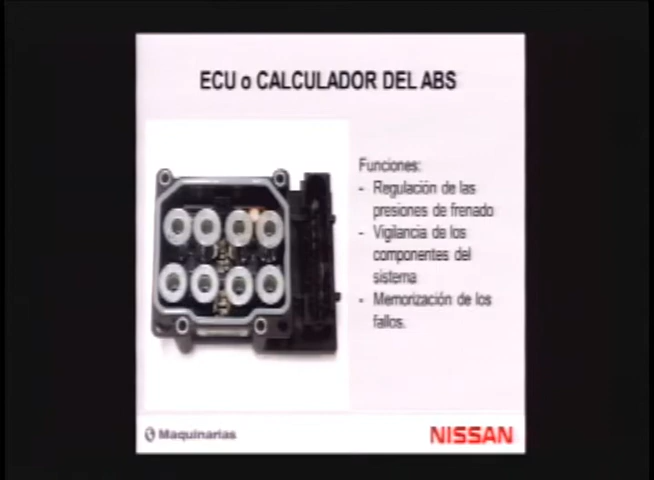 ECU o CALCULADOR DEL ABS
Funciones:
- Regulación de las
presiones de frenado
- Vigilancia de los
componentes del
sistema
- Memorización de los
fallos.
Maquinarias
NISSAN